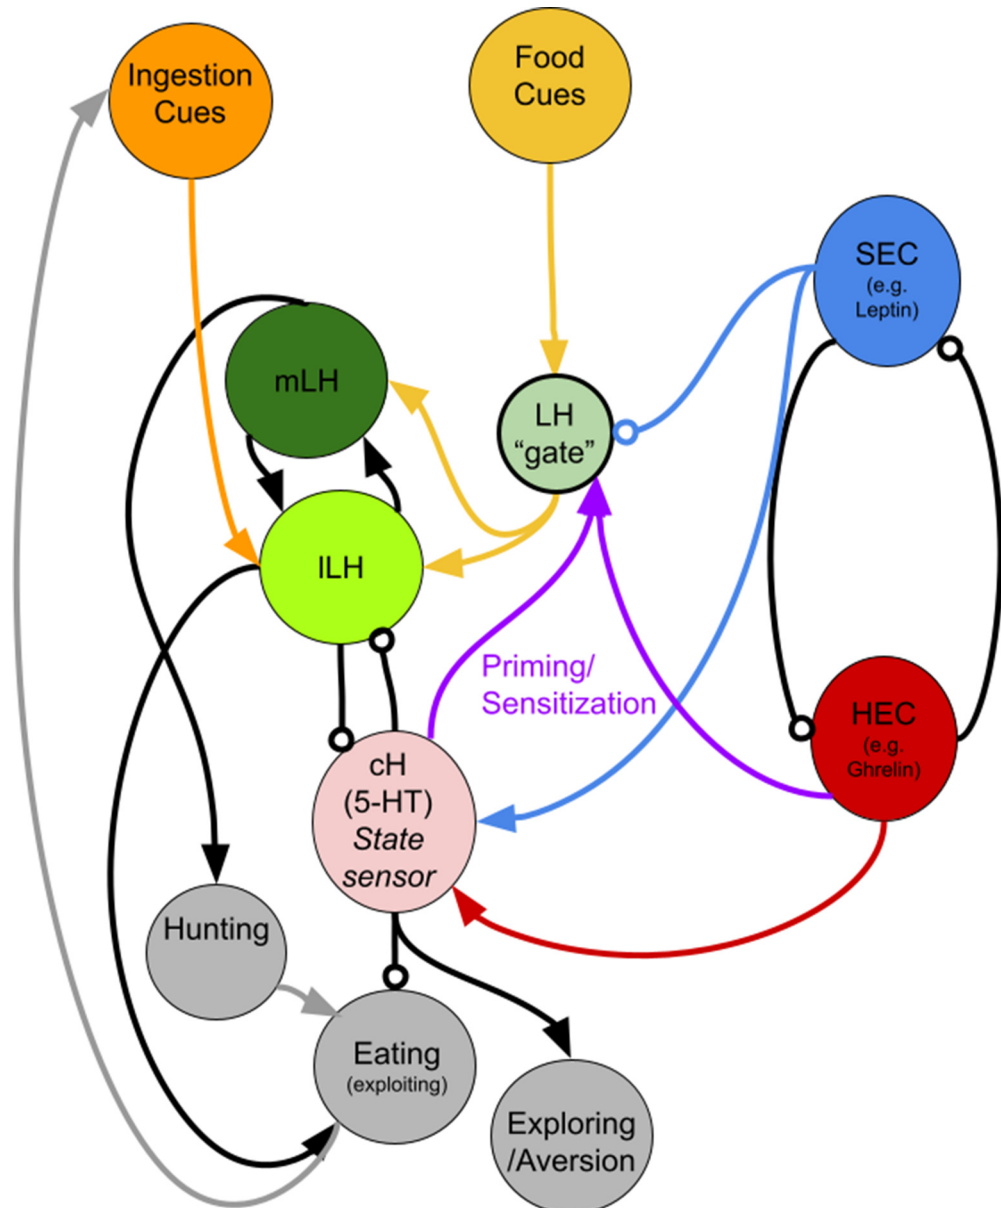 Ingestion
Cues
Food
Cues
SEC
(e.g.
Leptin)
mLH
LH
“gate”
lLH
Priming/
Sensitization
HEC
(e.g.
Ghrelin)
cH
(5-HT)
State
sensor
Hunting
Eating
(exploiting)
Exploring
/Aversion